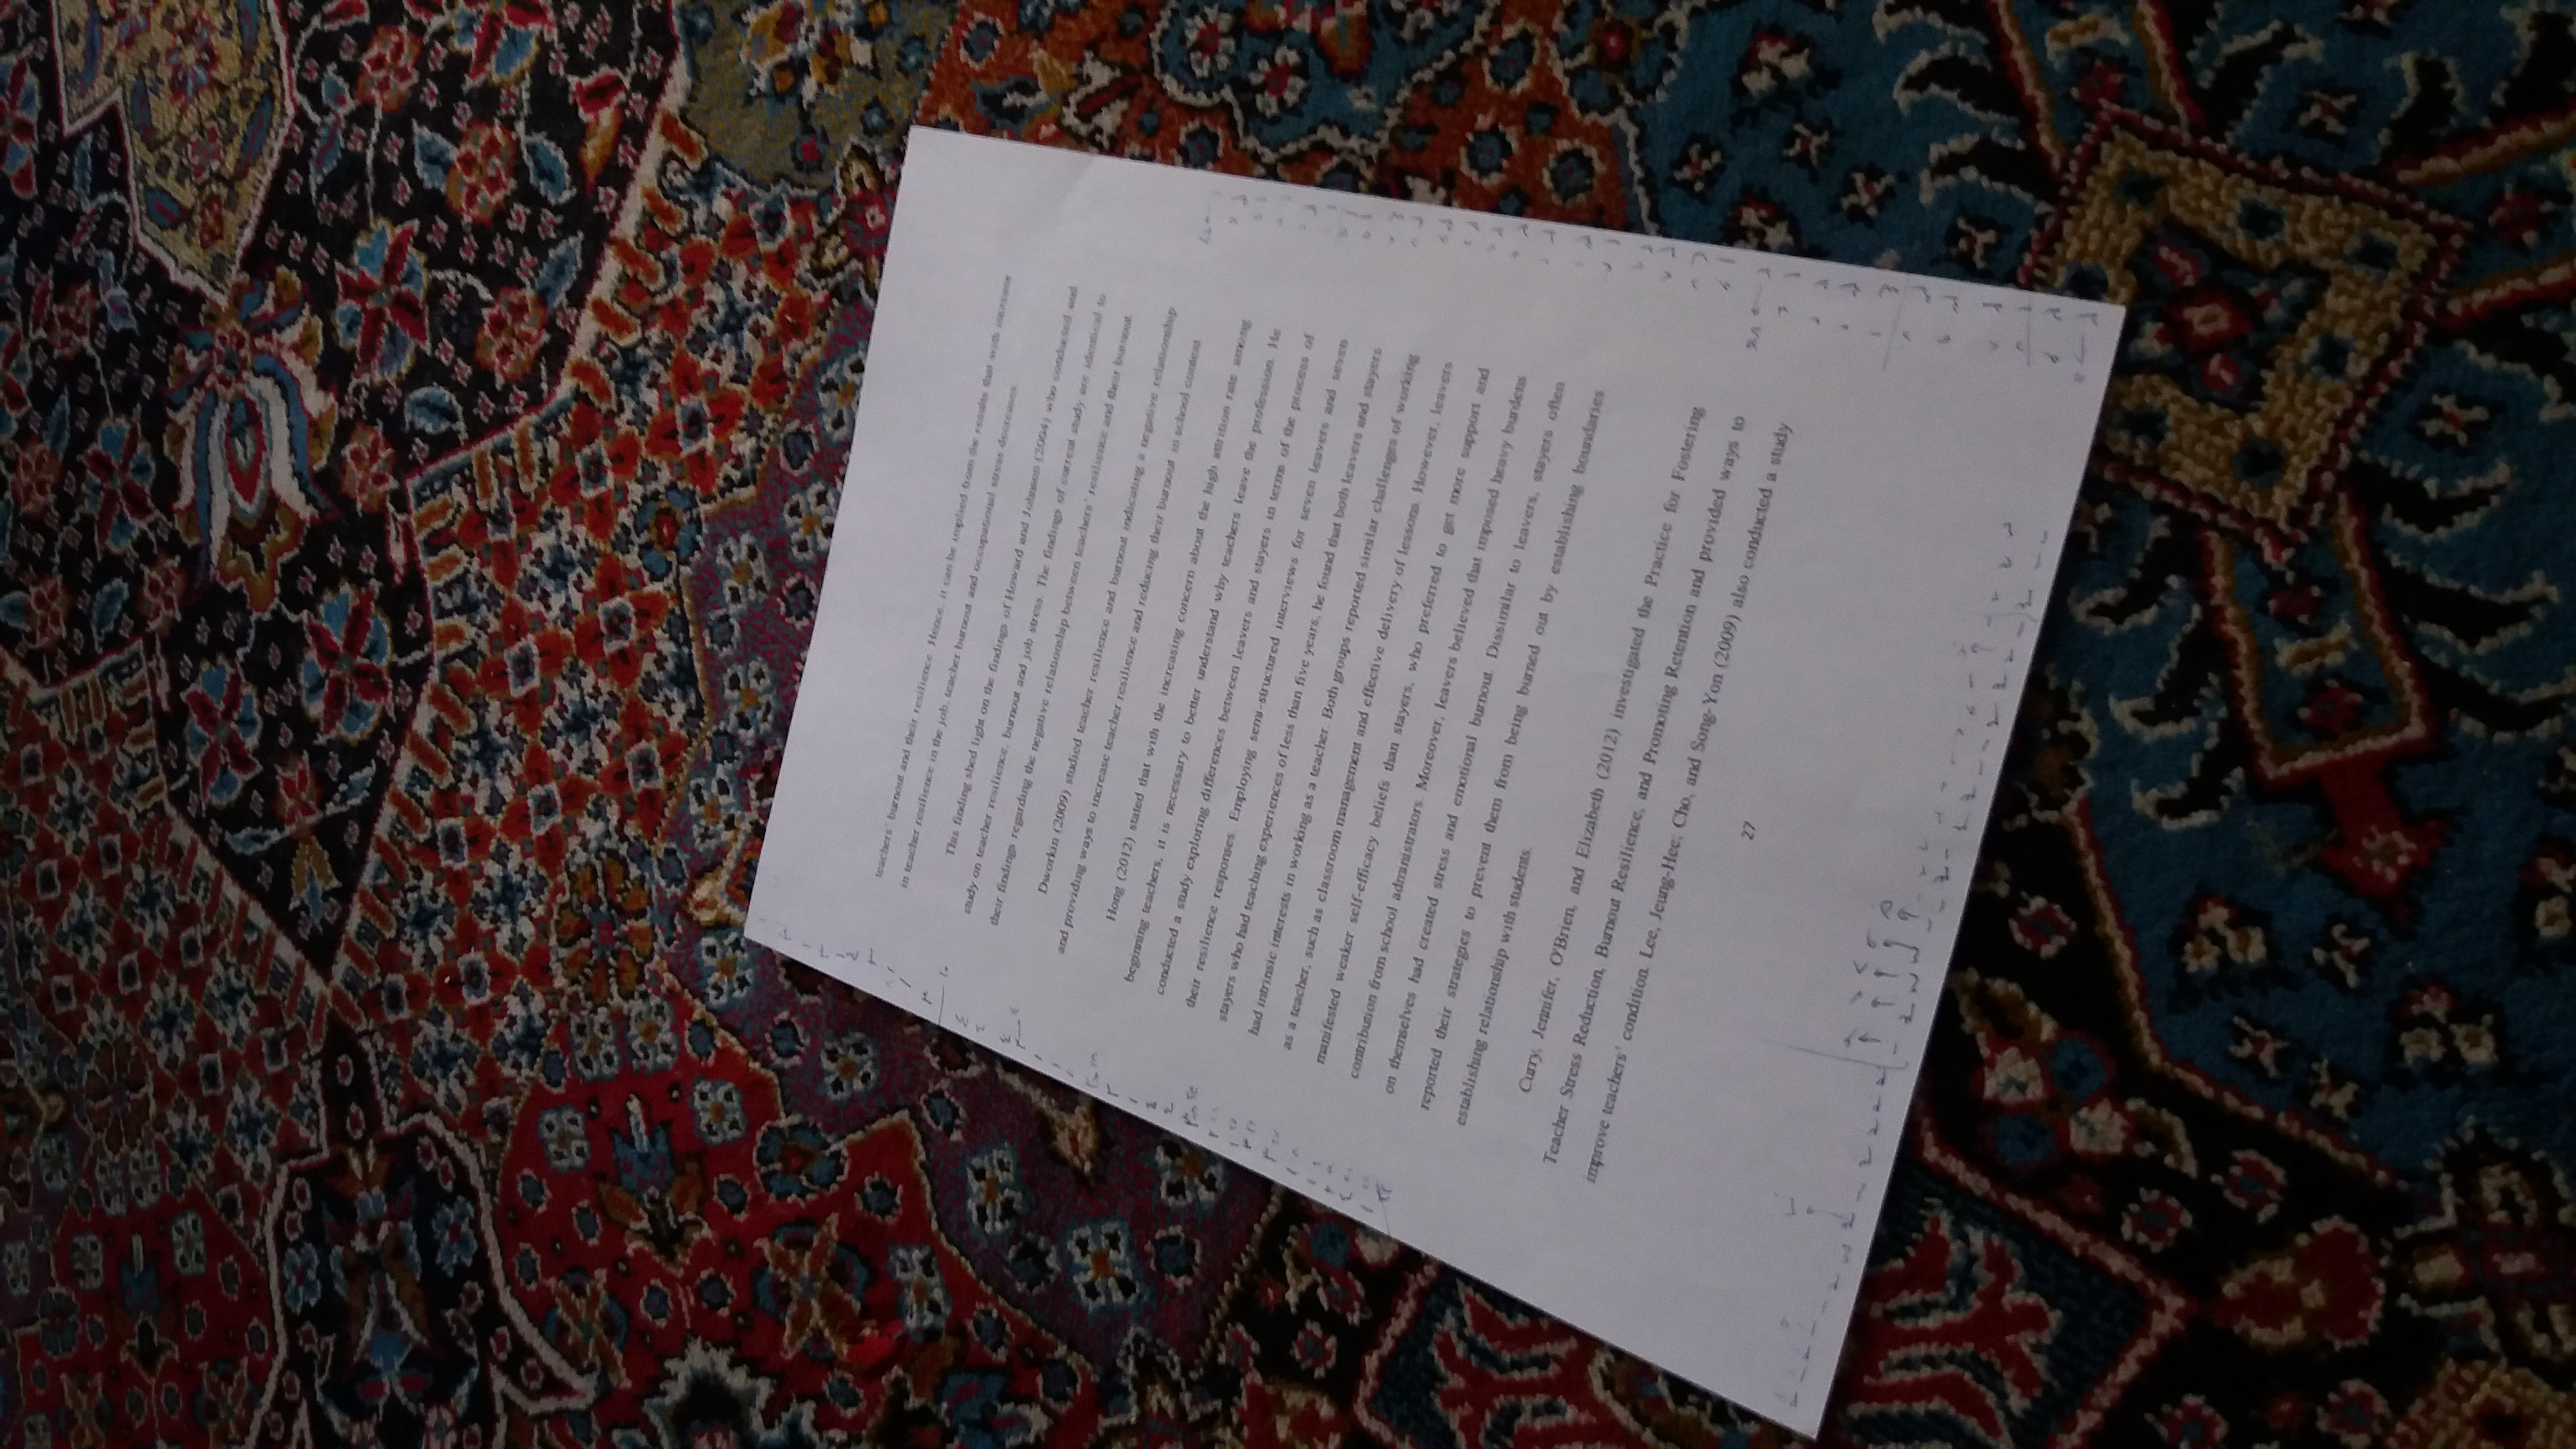 teachers' burnout and their resilience. Hence, it can be implied from the results that with increase
in teacher resilience in the job, teacher burnout and occupational stress decreases.
This finding shed light on the findings of Howard and Johnson (2004) who conducted and
study on teacher resilience, burnout and job stress. The findings of current study are identical to
their findings regarding the negative relationship between teachers' resilience and their burnout.
Dworkin (2009) studied teacher resilience and burnout indicating a negative relationship
and providing ways to increase teacher resilience and reducing their burnout in school context.
Hong (2012) stated that with the increasing concern about the high attrition rate among
beginning teachers, it is necessary to better understand why teachers leave the profession. He
conducted a study exploring differences between leavers and stayers in terms of the process of
their resilience responses. Employing semi-structured interviews for seven leavers and seven
stayers who had teaching experiences of less than five years, he found that both leavers and stayers
had intrinsic interests in working as a teacher. Both groups reported similar challenges of working
as a teacher, such as classroom management and effective delivery of lessons. However, leavers
manifested weaker self-efficacy beliefs than stayers, who preferred to get more support and
contribution from school administrators. Moreover, leavers believed that imposed heavy burdens
on themselves had created stress and emotional burnout. Dissimilar to leavers, stayers often
reported their strategies to prevent them from being burned out by establishing boundaries
establishing relationship with students.
Curry, Jennifer, O'Brien, and Elizabeth (2012) investigated the Practice for Fostering
Teacher Stress Reduction, Burnout Resilience, and Promoting Retention and provided ways to
improve teachers' condition. Lee, Jeung-Hee; Cho, and Song-Yon (2009) also conducted a study
27